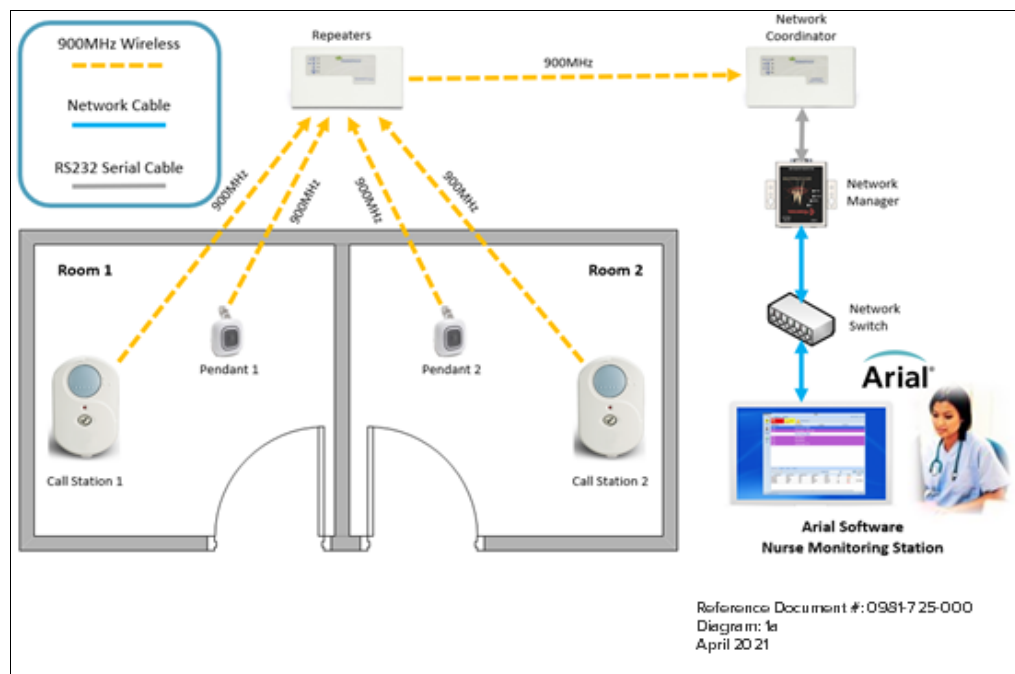 900MHz Wireless
Network Cable
RS232 Serial Cable
Repeaters
900MHz
Network
Coordinator
Network
Manager
Network
Switch
900MHz
900MHz
900MHz
900MHz
Room 1
Room 2
Pendant 1
Pendant 2
Call Station 1
Call Station 2
Arial®
Arial Software
Nurse Monitoring Station
Reference Document #: 0981-725-000
Diagram: 1a
April 2021